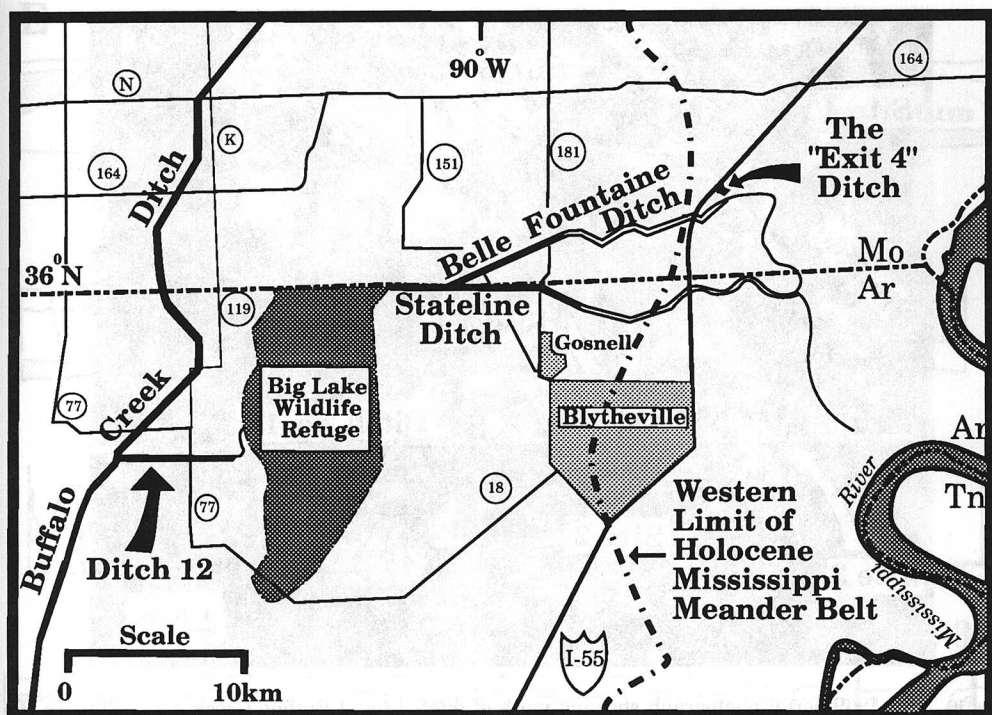 90° W
164
N
K
The
"Exit 4"
Ditch
151
181
164
Ditch
Belle Fountaine
Ditch
36° N
Mo
Ar
119
Stateline
Ditch
Gosnell
Big Lake
Wildlife
Refuge
Blytheville
77
Creek
Ar
Tn
River
Mississippi
18
77
Western
Limit of
Holocene
Mississippi
Meander Belt
Buffalo
Ditch 12
Scale
0 10km
I-55